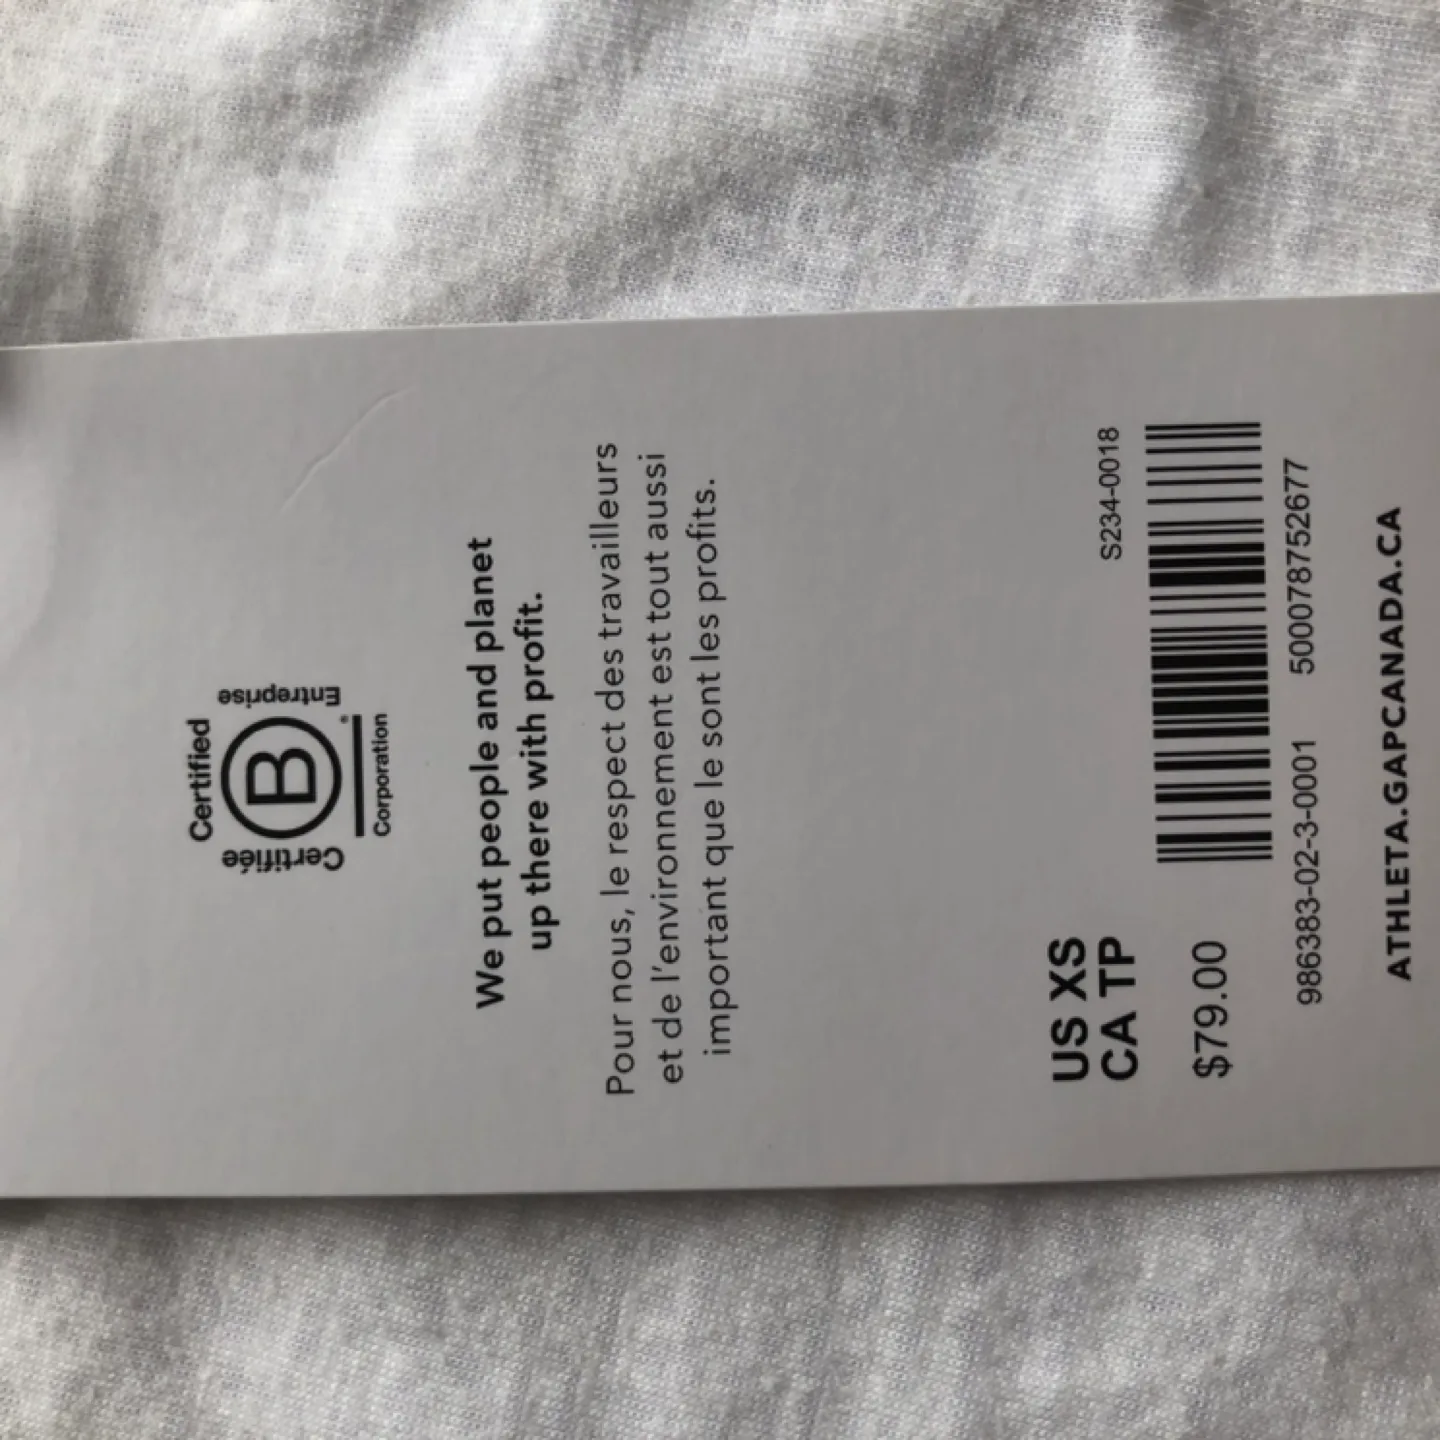 Certified
Certifiée
B
Entreprise
®
Corporation
We put people and planet
up there with profit.
Pour nous, le respect des travailleurs
et de l'environnement est tout aussi
important que le sont les profits.
US XS
CA TP
S234-0018
$79.00
986383-02-3-0001 500078752677
ATHLETA.GAPCANADA.CA